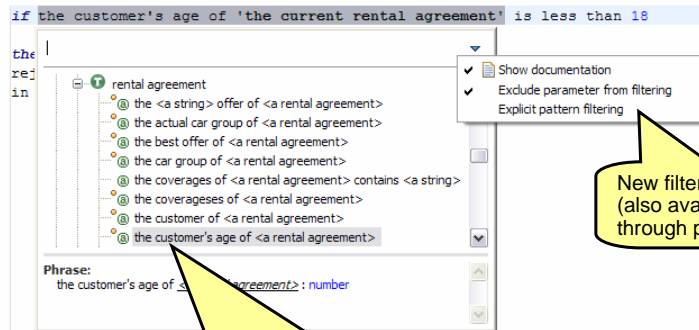 if the customer's age of 'the current rental agreement' is less than 18
the
rej
in
rental agreement
the <a string> offer of <a rental agreement>
the actual car group of <a rental agreement>
the best offer of <a rental agreement>
the car group of <a rental agreement>
the coverages of <a rental agreement> contains <a string>
the coverageses of <a rental agreement>
the customer of <a rental agreement>
the customer's age of <a rental agreement>
Phrase:
the customer's age of greement> : number
Show documentation
Exclude parameter from filtering
Explicit pattern filtering
New filter
(also ava
through p